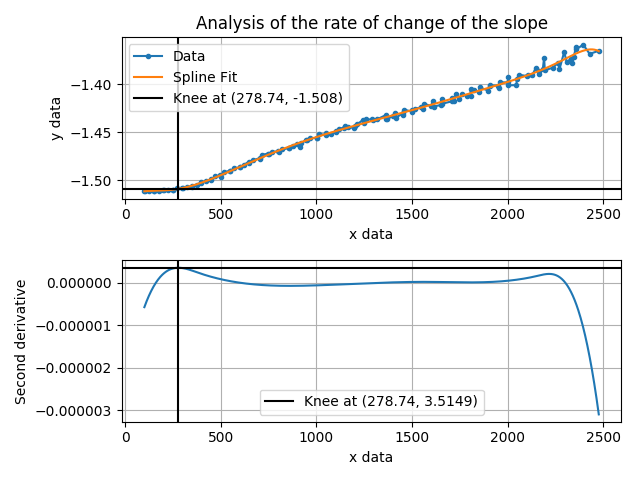 Analysis of the rate of change of the slope
Data
Spline Fit
Knee at (278.74, -1.508)
y data
−1.40
−1.45
−1.50
0 500 1000 1500 2000 2500
x data
Second derivative
0.000000
−0.000001
−0.000002
−0.000003
Knee at (278.74, 3.5149)
0 500 1000 1500 2000 2500
x data